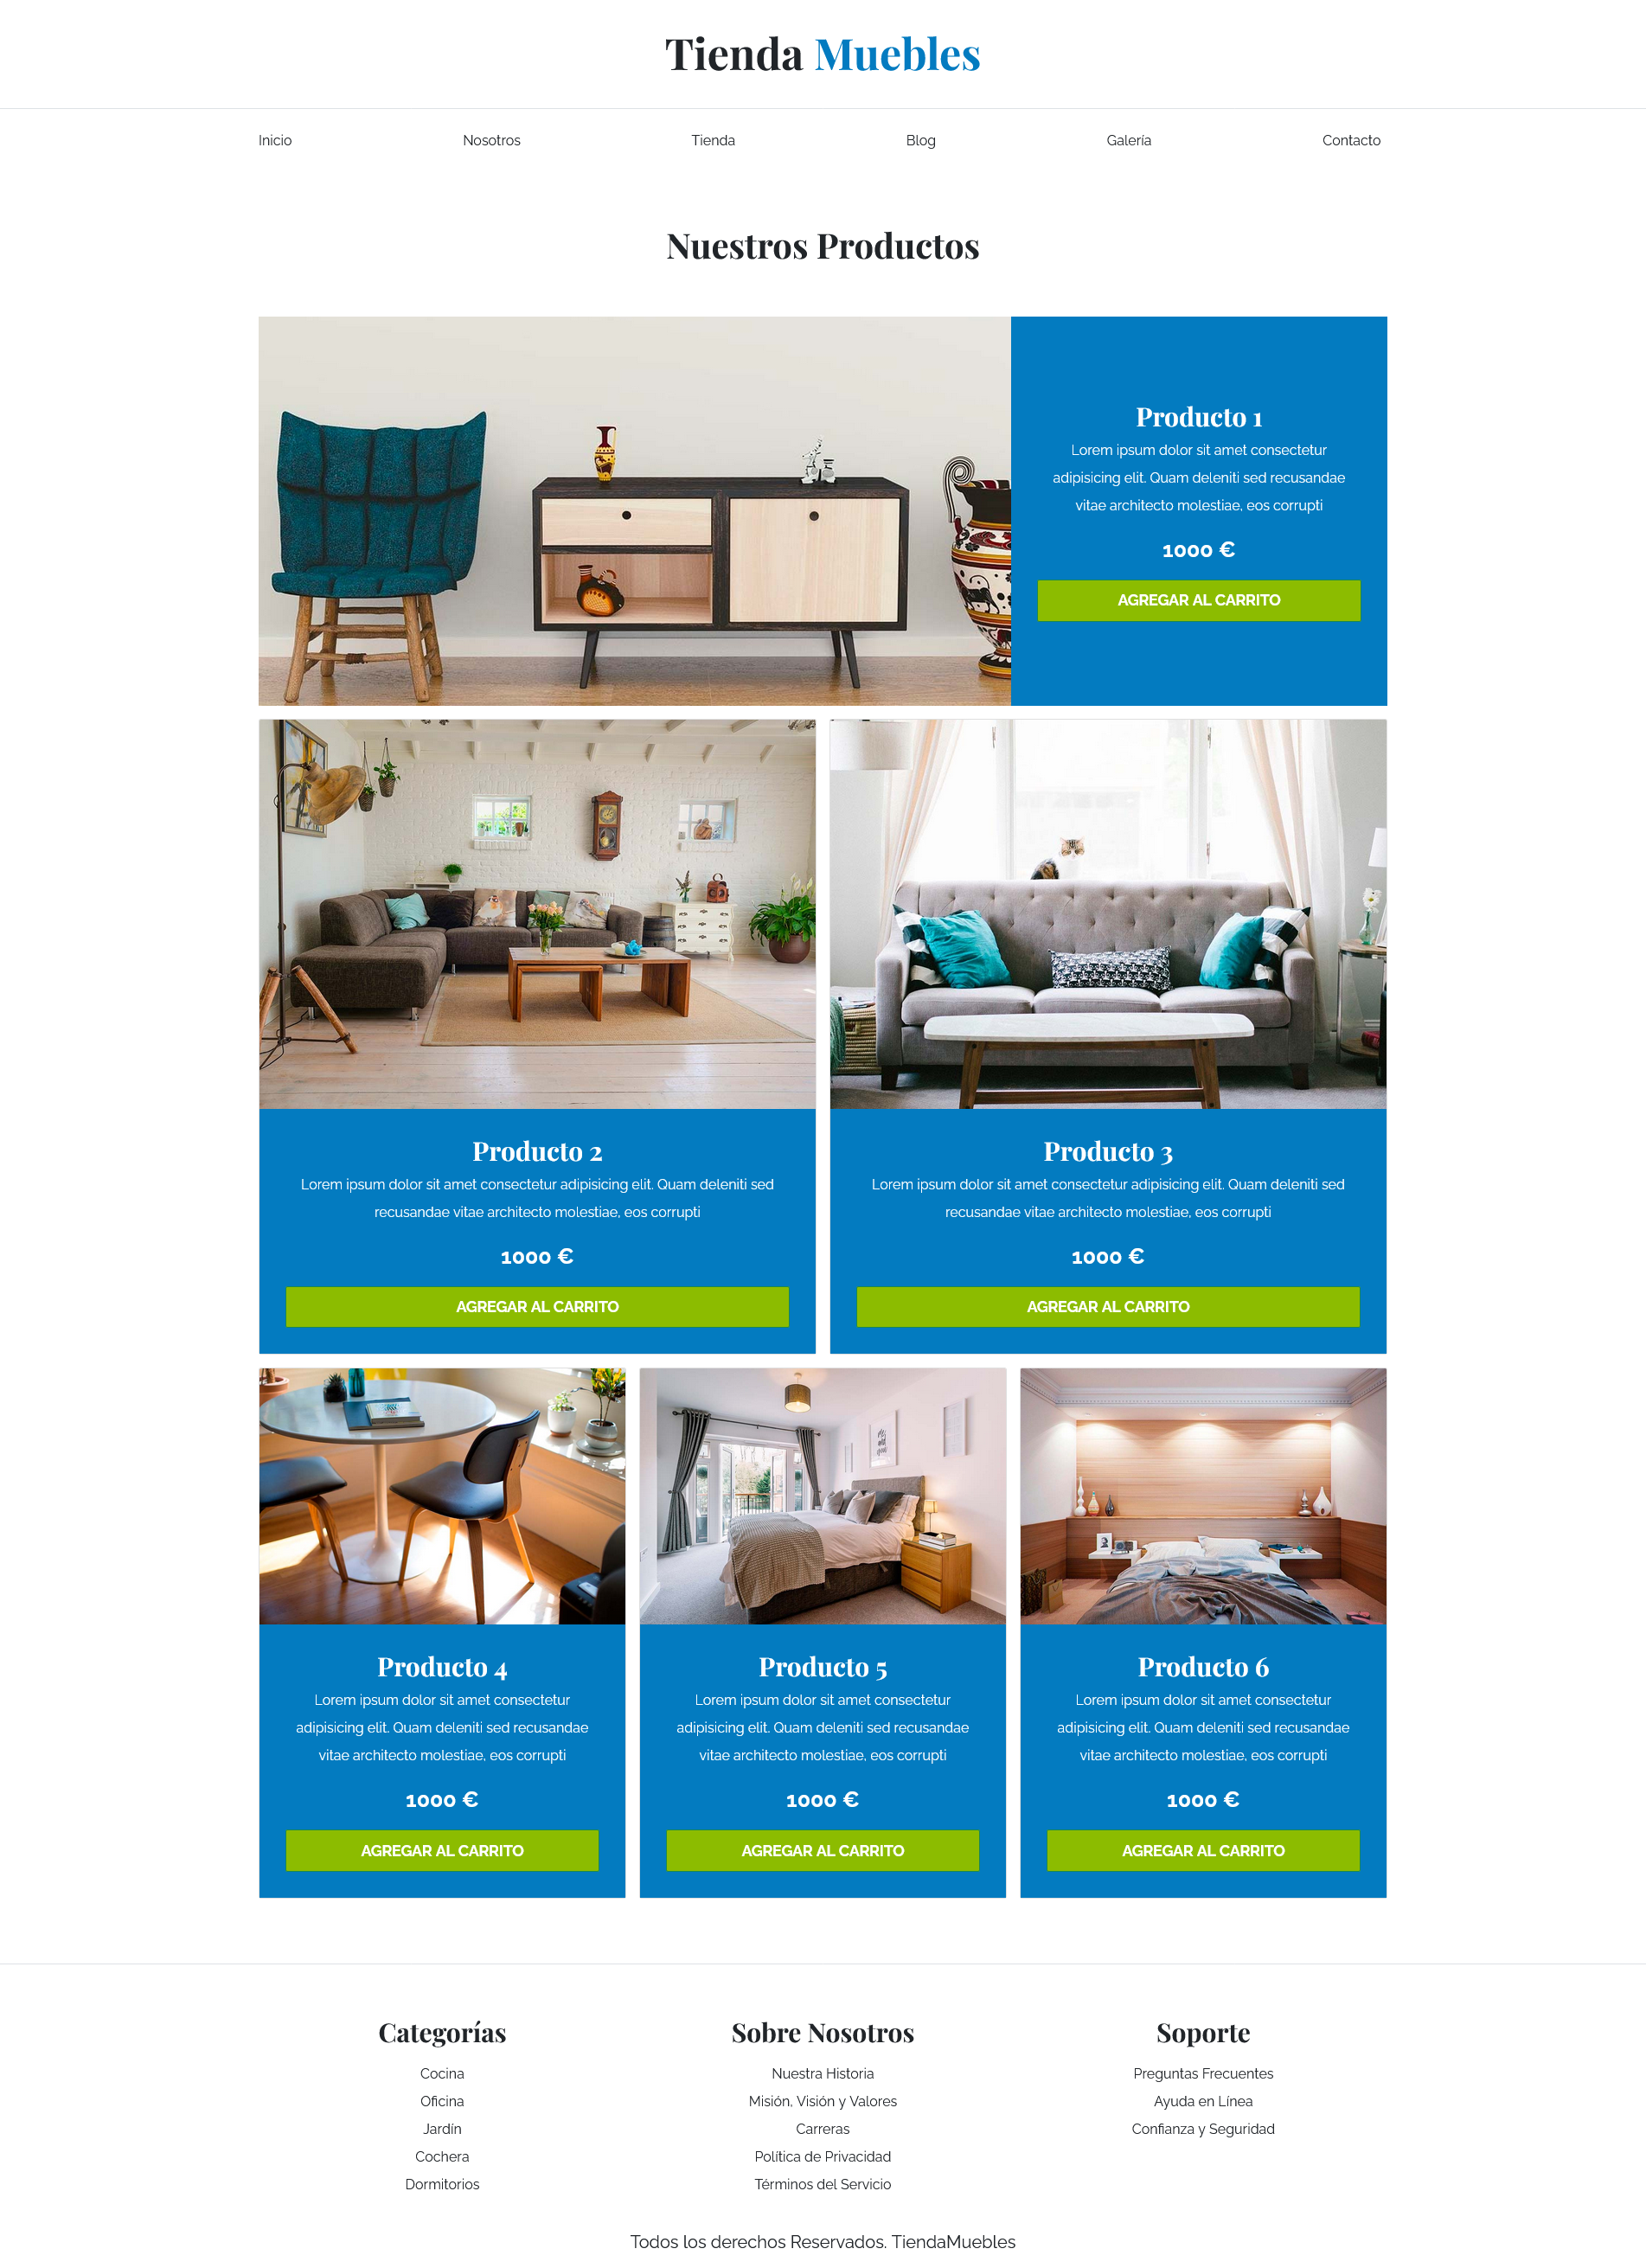 Tienda Muebles
Inicio Nosotros Tienda Blog Galería Contacto
Nuestros Productos
Producto 1
Lorem ipsum dolor sit amet consectetur
adipisicing elit. Quam deleniti sed recusandae
vitae architecto molestiae, eos corrupti
1000 €
AGREGAR AL CARRITO
Producto 2
Lorem ipsum dolor sit amet consectetur adipisicing elit. Quam deleniti sed
recusandae vitae architecto molestiae, eos corrupti
1000 €
AGREGAR AL CARRITO
Producto 3
Lorem ipsum dolor sit amet consectetur adipisicing elit. Quam deleniti sed
recusandae vitae architecto molestiae, eos corrupti
1000 €
AGREGAR AL CARRITO
Producto 4
Lorem ipsum dolor sit amet consectetur
adipisicing elit. Quam deleniti sed recusandae
vitae architecto molestiae, eos corrupti
1000 €
AGREGAR AL CARRITO
Producto 5
Lorem ipsum dolor sit amet consectetur
adipisicing elit. Quam deleniti sed recusandae
vitae architecto molestiae, eos corrupti
1000 €
AGREGAR AL CARRITO
Producto 6
Lorem ipsum dolor sit amet consectetur
adipisicing elit. Quam deleniti sed recusandae
vitae architecto molestiae, eos corrupti
1000 €
AGREGAR AL CARRITO
Categorías
Cocina
Oficina
Jardín
Cochera
Dormitorios
Sobre Nosotros
Nuestra Historia
Misión, Visión y Valores
Carreras
Política de Privacidad
Términos del Servicio
Soporte
Preguntas Frecuentes
Ayuda en Línea
Confianza y Seguridad
Todos los derechos Reservados. TiendaMuebles